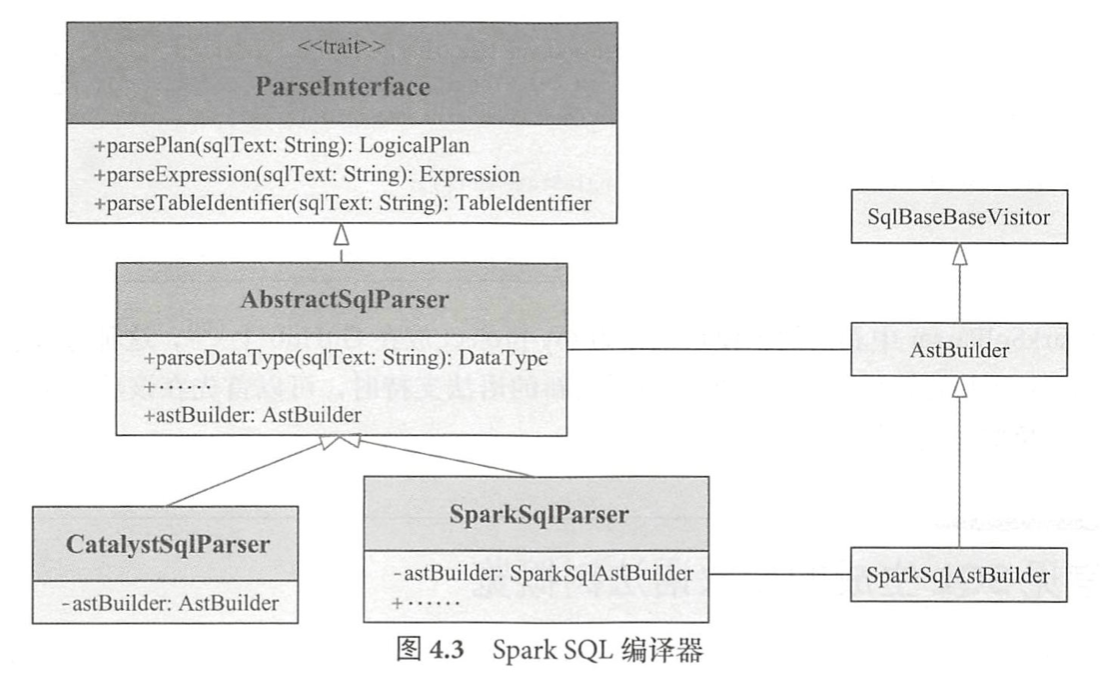 <<trait>>
ParseInterface
+parsePlan(sqlText: String): LogicalPlan
+parseExpression(sqlText: String): Expression
+parseTableIdentifier(sqlText: String): TableIdentifier
SqlBaseBaseVisitor
AbstractSqlParser
+parseDataType(sqlText: String): DataType
+······
+astBuilder: AstBuilder
AstBuilder
CatalystSqlParser
-astBuilder: AstBuilder
SparkSqlParser
-astBuilder: SparkSqlAstBuilder
+······
SparkSqlAstBuilder
图 4.3 Spark SQL 编译器